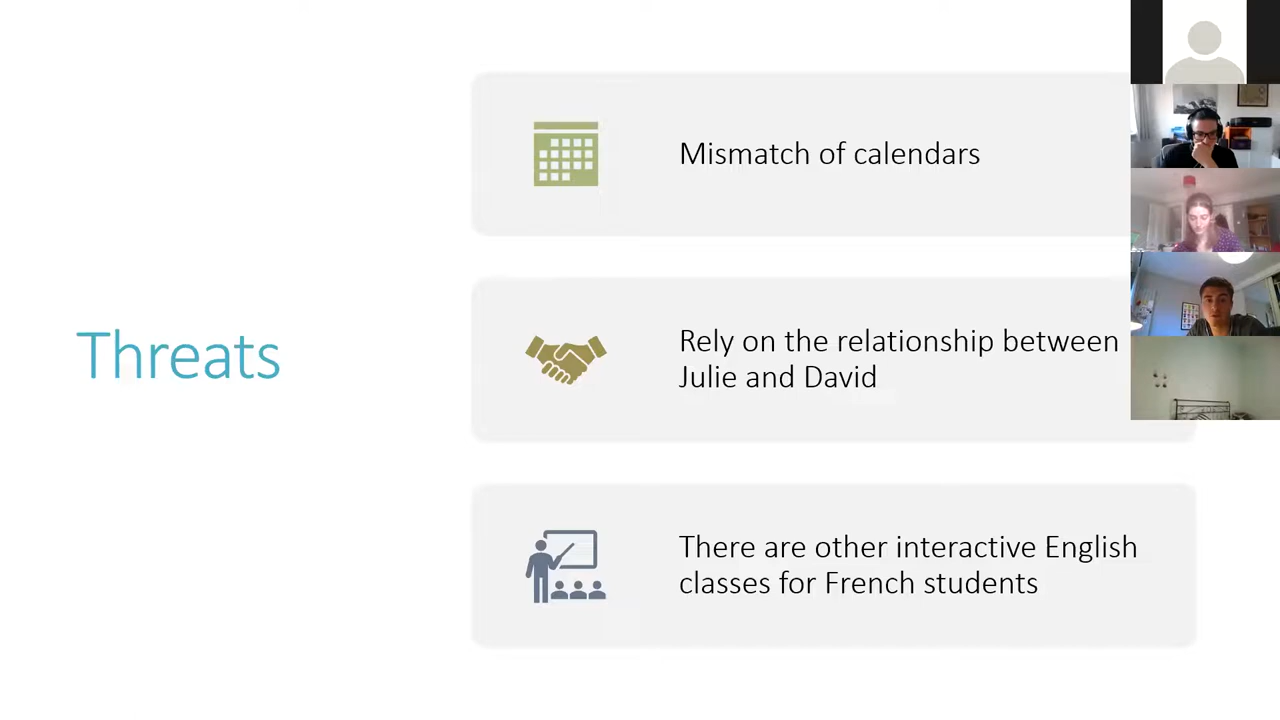 Threats
Mismatch of calendars
Rely on the relationship between
Julie and David
There are other interactive English
classes for French students